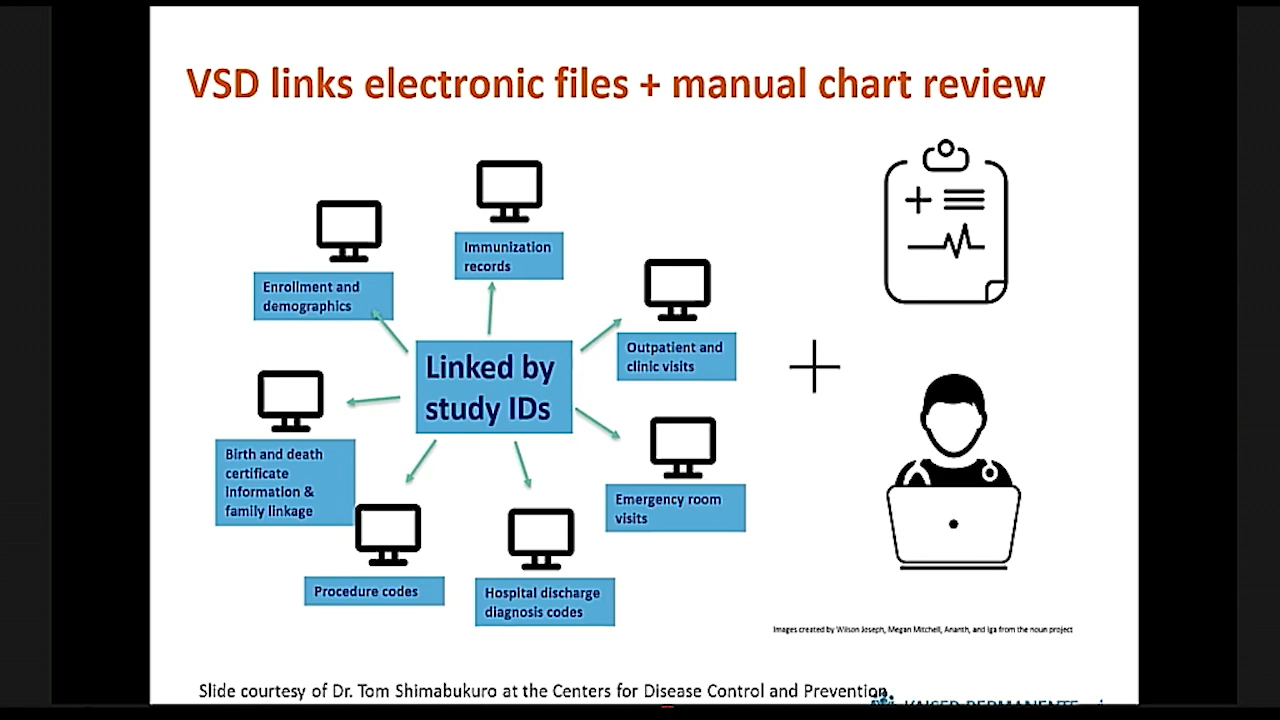 VSD links electronic files + manual chart review
Immunization
records
Enrollment and
demographics
Outpatient and
clinic visits
Linked by
study IDs
Birth and death
certificate
information &
family linkage
Emergency room
visits
Procedure codes
Hospital discharge
diagnosis codes
Images created by Wilson Joseph, Megan Mitchell, Ananth, and Iga from the noun project
Slide courtesy of Dr. Tom Shimabukuro at the Centers for Disease Control and Prevention.
KAISER PERMANENTE